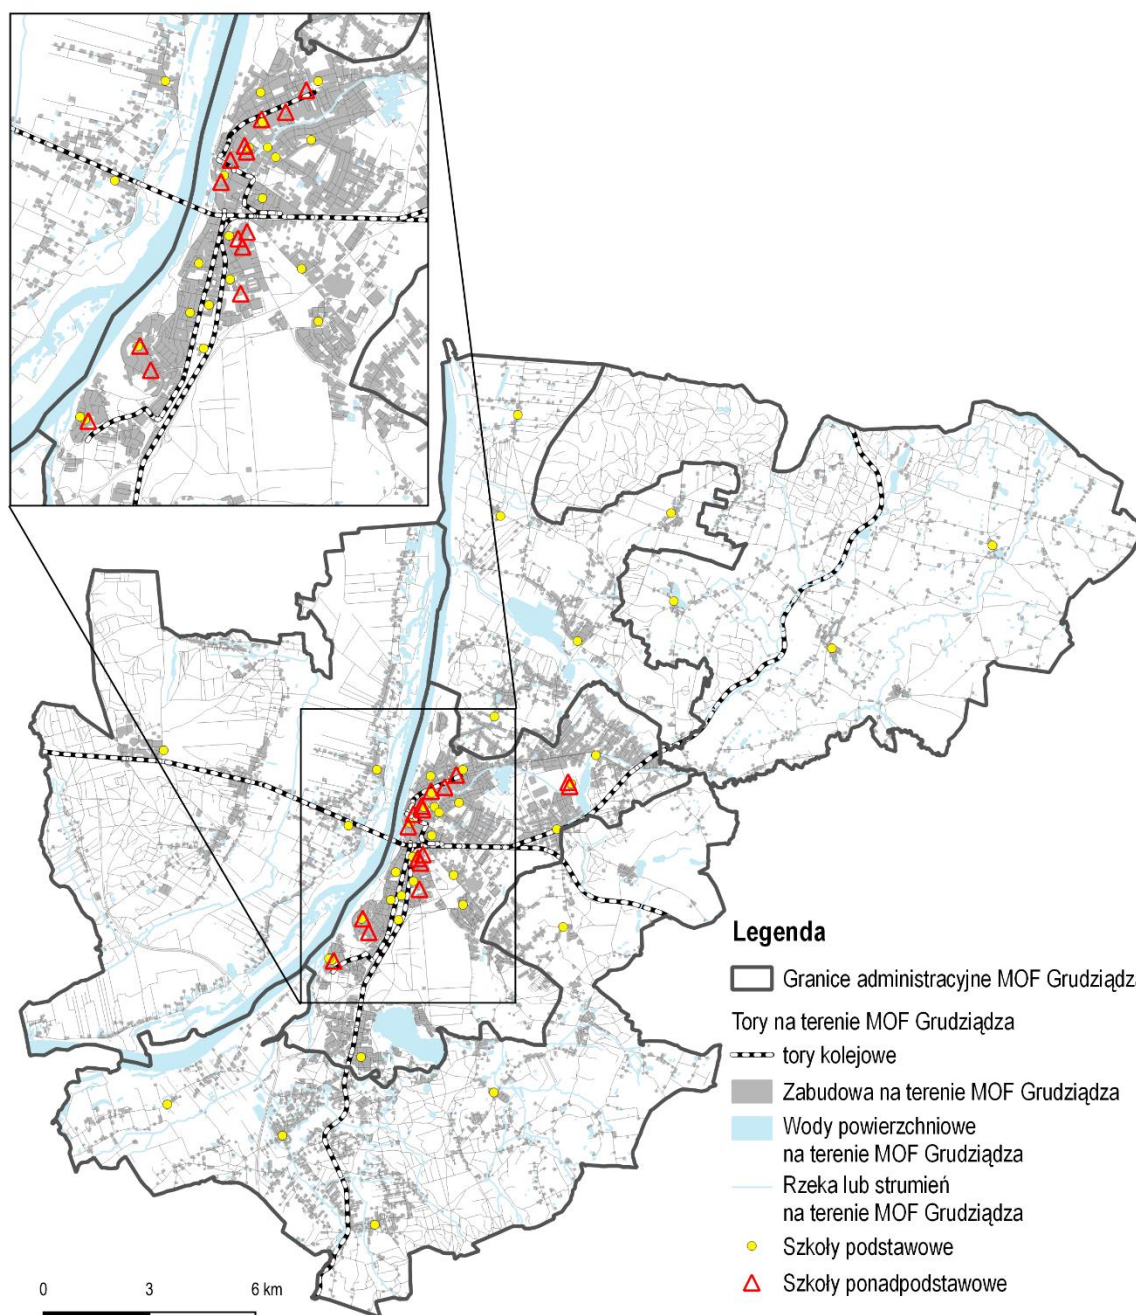 Legenda
Granice administracyjne MOF Grudziądz
Tory na terenie MOF Grudziądza
tory kolejowe
Zabudowa na terenie MOF Grudziądza
Wody powierzchniowe
na terenie MOF Grudziądza
Rzeka lub strumień
na terenie MOF Grudziądza
Szkoły podstawowe
Szkoły ponadpodstawowe
0 3 6 km